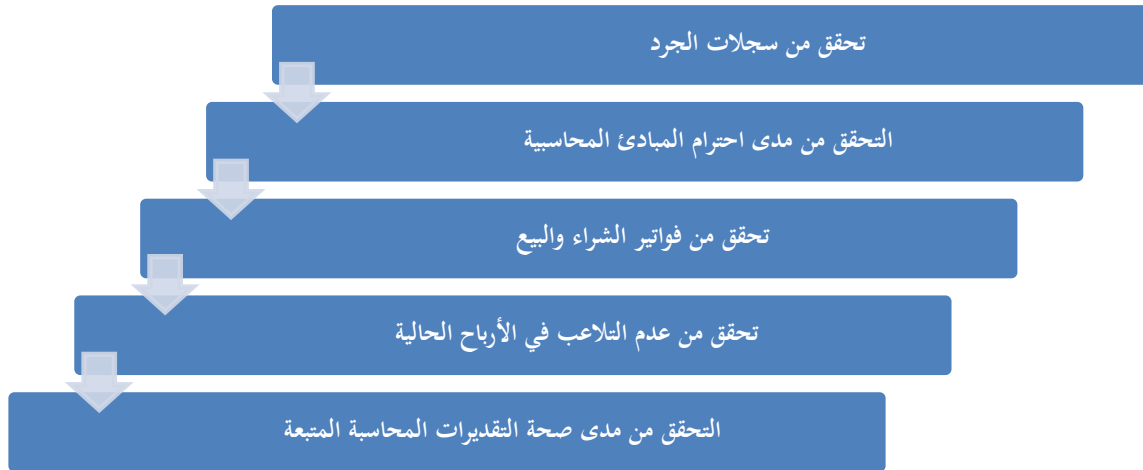 تحقق من سجلات الجرد
التحقق من مدى احترام المبادئ المحاسبية
تحقق من فواتير الشراء والبيع
تحقق من عدم التلاعب في الأرباح الحالية
التحقق من مدى صحة التقديرات المحاسبة المتبعة